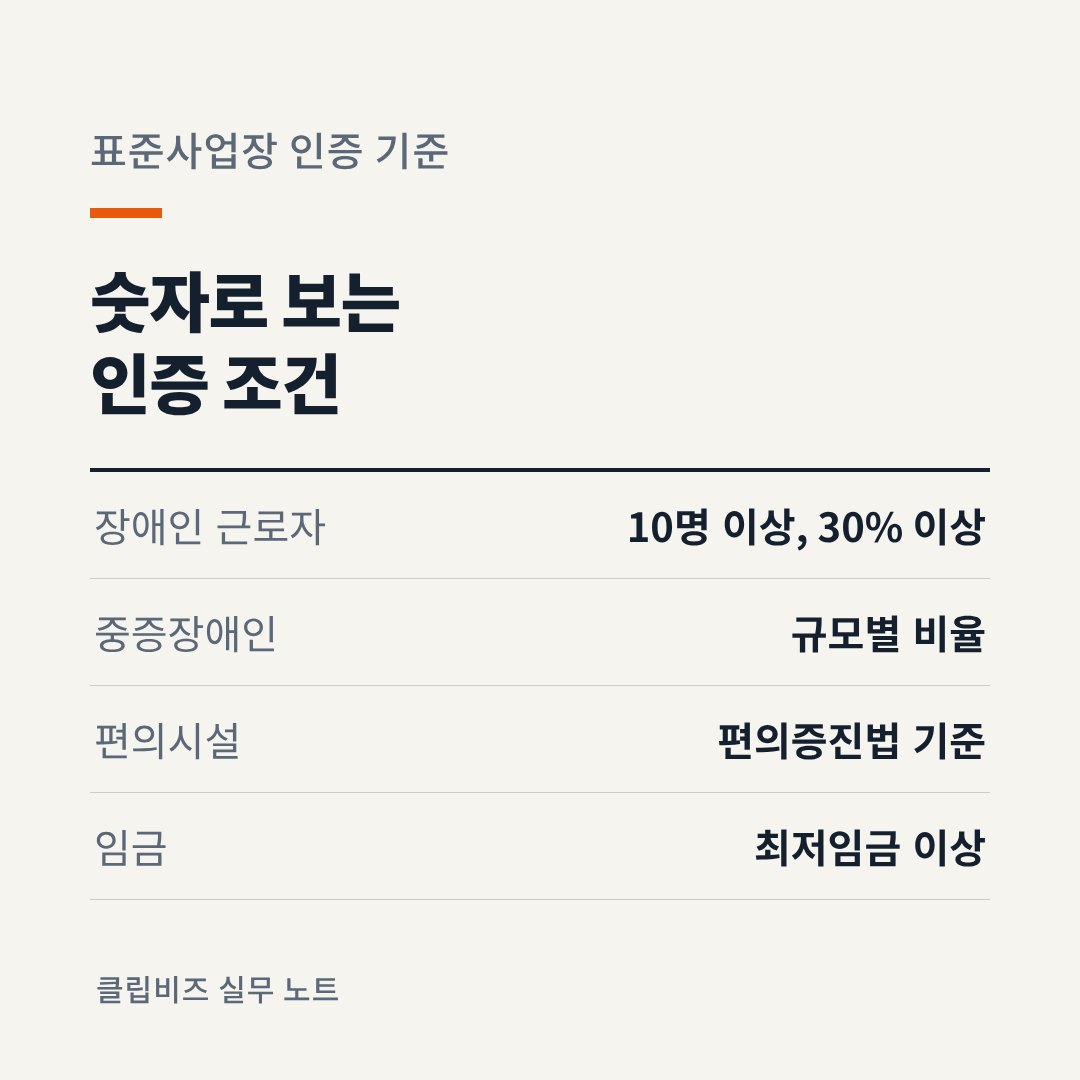 표준사업장 인증 기준
숫자로 보는
인증 조건
장애인 근로자 10명 이상, 30% 이상
중증장애인 규모별 비율
편의시설 편의증진법 기준
임금 최저임금 이상
클립비즈 실무 노트